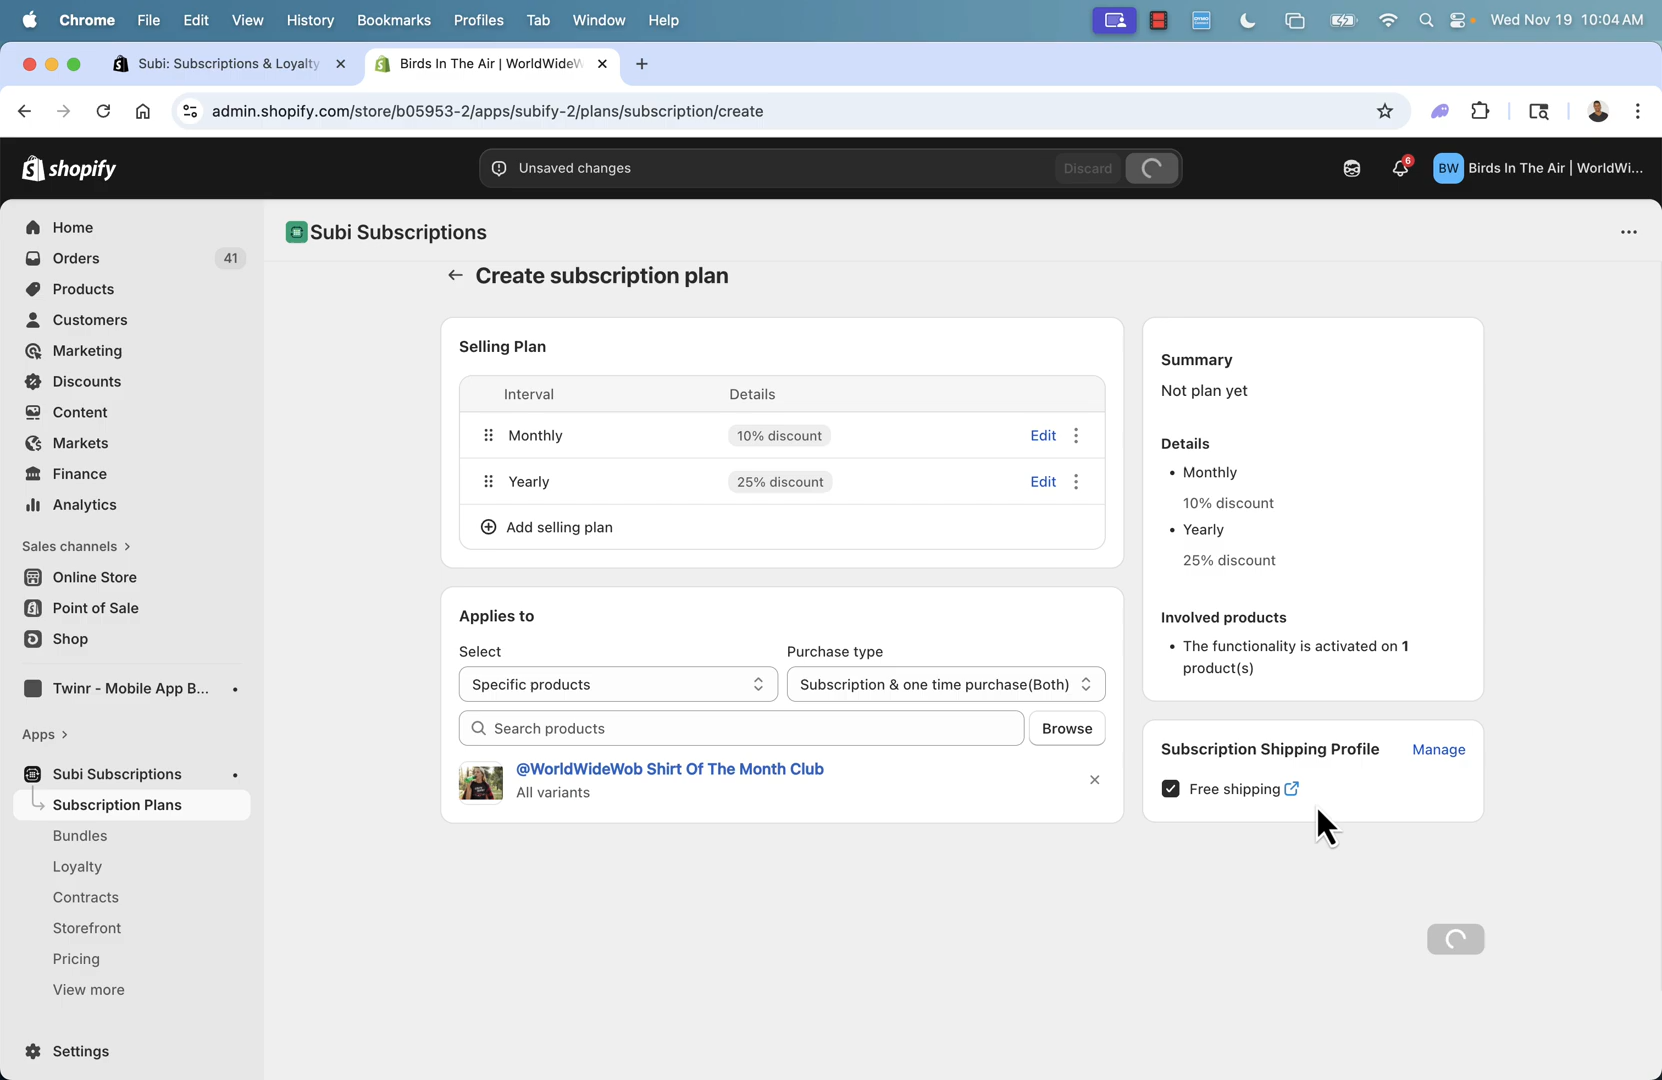 Chrome File Edit View History Bookmarks Profiles Tab Window Help Wed Nov 19 10:04 AM
Subi: Subscriptions & Loyalty
Birds In The Air | WorldWideW
admin.shopify.com/store/b05953-2/apps/subify-2/plans/subscription/create
shopify
Unsaved changes
Discard
6
BW
Birds In The Air | WorldWi...
Home
Orders 41
Products
Customers
Marketing
Discounts
Content
Markets
Finance
Analytics
Sales channels
Online Store
Point of Sale
Shop
Twinr - Mobile App B...
Apps
Subi Subscriptions
Subscription Plans
Bundles
Loyalty
Contracts
Storefront
Pricing
View more
Settings
Subi Subscriptions
Create subscription plan
Selling Plan
Interval Details
Monthly 10% discount Edit
Yearly 25% discount Edit
Add selling plan
Applies to
Select Purchase type
Specific products Subscription & one time purchase(Both)
Search products Browse
@WorldWideWob Shirt Of The Month Club
All variants
Summary
Not plan yet
Details
• Monthly
10% discount
• Yearly
25% discount
Involved products
• The functionality is activated on 1
product(s)
Subscription Shipping Profile Manage
Free shipping